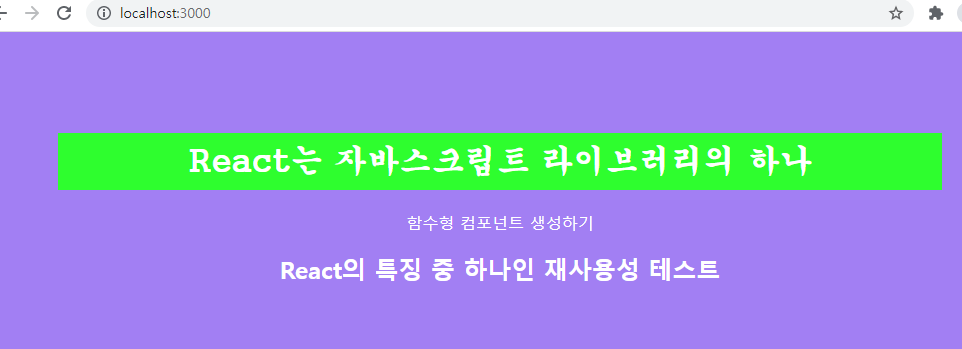 localhost:3000
React는 자바스크립트 라이브러리의 하나
함수형 컴포넌트 생성하기
React의 특징 중 하나인 재사용성 테스트